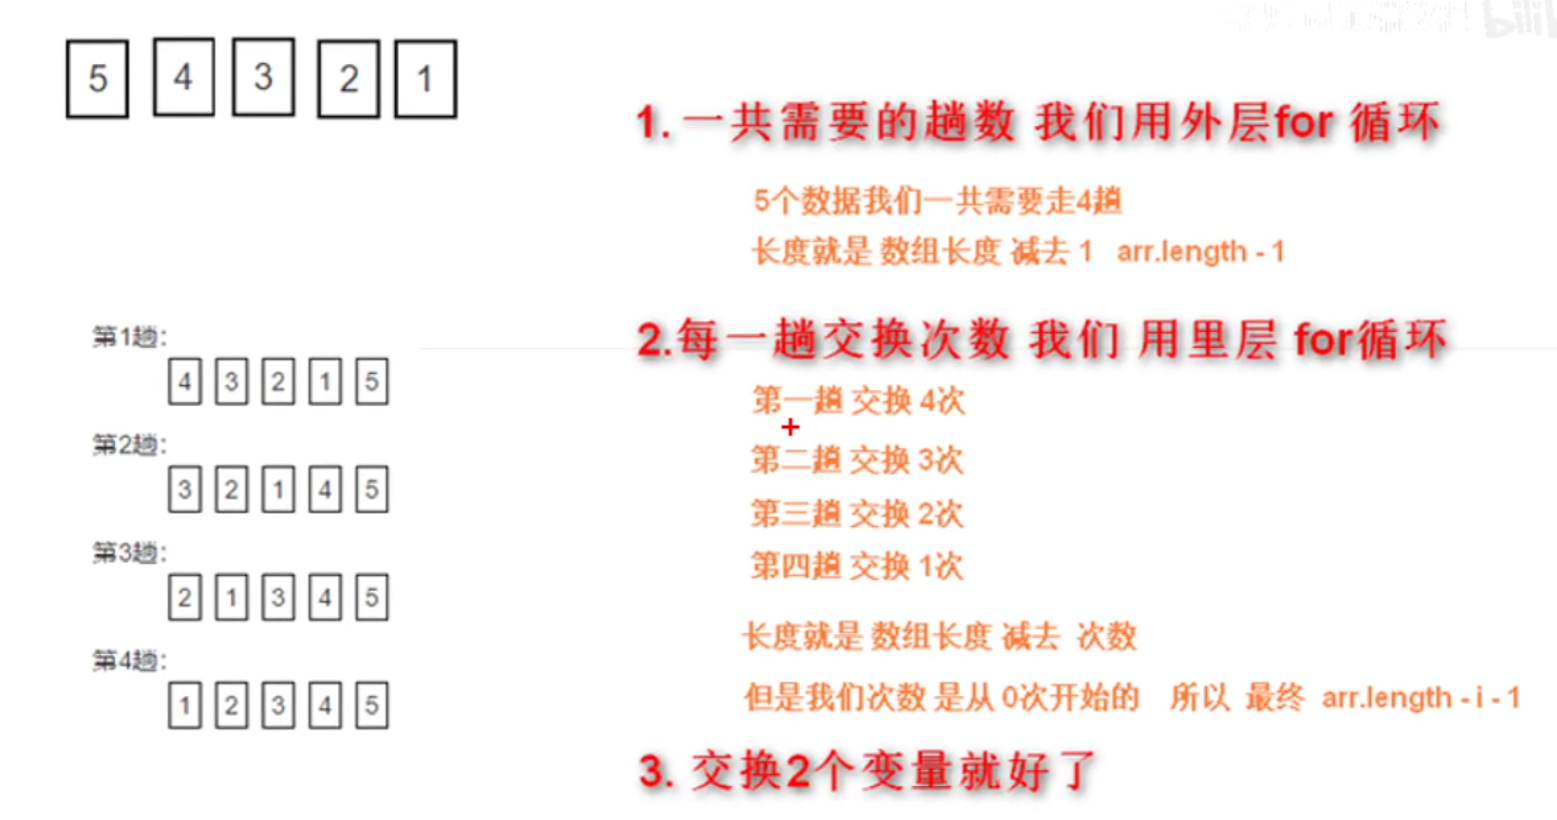 5 4 3 2 1
1. 一共需要的趟数 我们用外层for 循环
5个数据我们一共需要走4趟
长度就是 数组长度 减去 1 arr.length - 1
第1趟：
4 3 2 1 5
第2趟：
3 2 1 4 5
第3趟：
2 1 3 4 5
第4趟：
1 2 3 4 5
2.每一趟交换次数 我们 用里层 for循环
第一趟 交换 4次
第二趟 交换 3次
第三趟 交换 2次
第四趟 交换 1次
长度就是 数组长度 减去 次数
但是我们次数 是从 0次开始的 所以 最终 arr.length - i - 1
3. 交换2个变量就好了